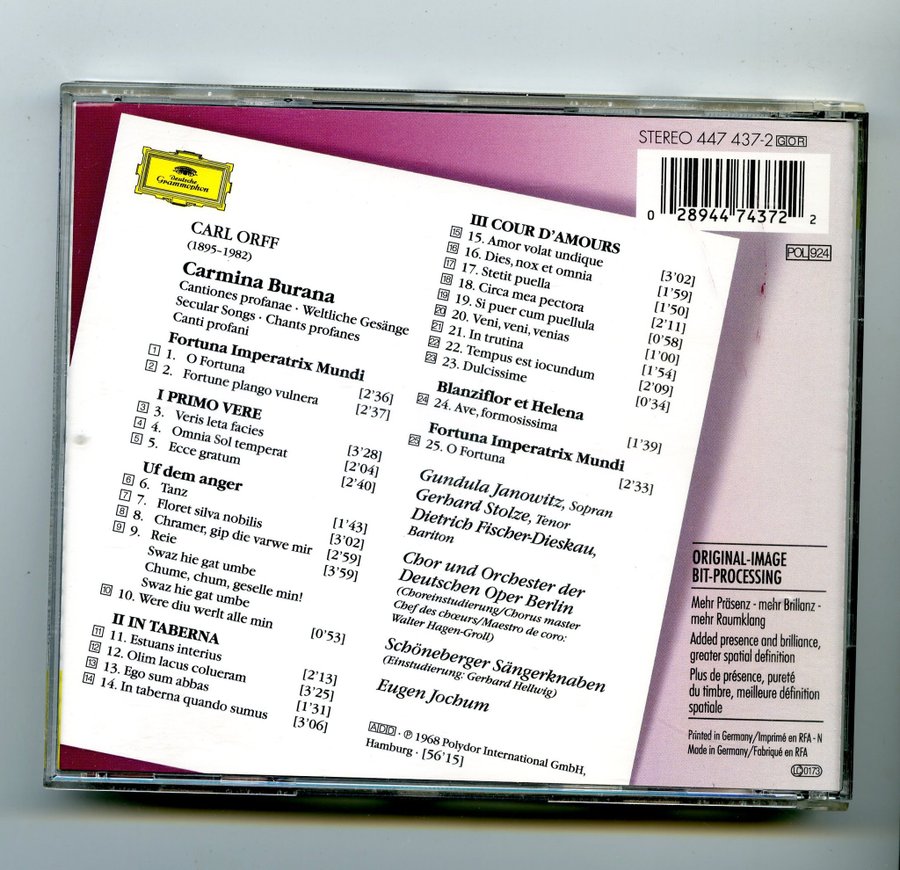 STEREO 447 437-2 GOR
0 28944 74372 2
POL 924
Deutsche
Grammophon
CARL ORFF
(1895–1982)
Carmina Burana
Cantiones profanae · Weltliche Gesänge
Secular Songs · Chants profanes
Canti profani
Fortuna Imperatrix Mundi
1 1. O Fortuna [2'36]
2 2. Fortune plango vulnera [2'37]
I PRIMO VERE
3 3. Veris leta facies [3'28]
4 4. Omnia Sol temperat [2'04]
5 5. Ecce gratum [2'40]
Uf dem anger
6 6. Tanz [1'43]
7 7. Floret silva nobilis [3'02]
8 8. Chramer, gip die varwe mir [2'59]
9 9. Reie [3'59]
Swaz hie gat umbe
Chume, chum, geselle min!
Swaz hie gat umbe
10 10. Were diu werlt alle min [0'53]
II IN TABERNA
11 11. Estuans interius [2'13]
12 12. Olim lacus colueram [3'25]
13 13. Ego sum abbas [1'31]
14 14. In taberna quando sumus [3'06]
III COUR D'AMOURS
15 15. Amor volat undique [3'02]
16 16. Dies, nox et omnia [1'59]
17 17. Stetit puella [1'50]
18 18. Circa mea pectora [2'11]
19 19. Si puer cum puellula [0'58]
20 20. Veni, veni, venias [1'00]
21 21. In trutina [1'54]
22 22. Tempus est iocundum [2'09]
23 23. Dulcissime [0'34]
Blanziflor et Helena
24 24. Ave, formosissima [1'39]
Fortuna Imperatrix Mundi
25 25. O Fortuna [2'33]
Gundula Janowitz, Sopran
Gerhard Stolze, Tenor
Dietrich Fischer-Dieskau,
Bariton
Chor und Orchester der
Deutschen Oper Berlin
(Choreinstudierung/Chorus master
Chef des chœurs/Maestro de coro:
Walter Hagen-Groll)
Schöneberger Sängerknaben
(Einstudierung: Gerhard Hellwig)
Eugen Jochum
ADD · ℗ 1968 Polydor International GmbH,
Hamburg · [56'15]
ORIGINAL-IMAGE
BIT-PROCESSING
Mehr Präsenz - mehr Brillanz -
mehr Raumklang
Added presence and brilliance,
greater spatial definition
Plus de présence, pureté
du timbre, meilleure définition
spatiale
Printed in Germany/Imprimé en RFA - N
Made in Germany/Fabriqué en RFA
LC 0173